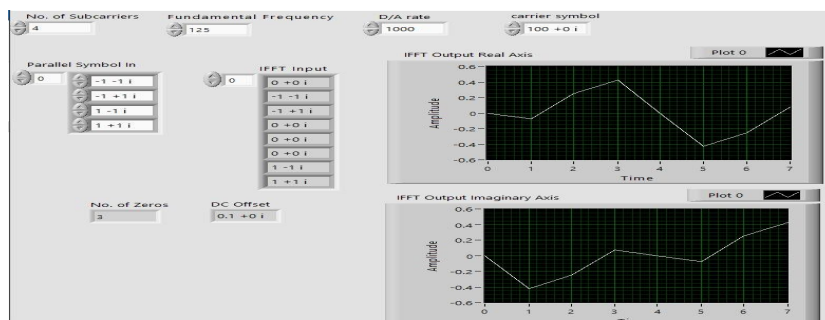 No. of Subcarriers Fundamental Frequency D/A rate carrier symbol
4 125 1000 100 +0 i
IFFT Output Real Axis Plot 0
Parallel Symbol In IFFT Input
0 -1 -1 i 0 0 +0 i
-1 +1 i -1 -1 i
1 -1 i -1 +1 i
1 +1 i 0 +0 i
0 +0 i
0 +0 i
1 -1 i
1 +1 i
Amplitude
0.6
0.4
0.2
0
-0.2
-0.4
-0.6
0 1 2 3 4 5 6 7
Time
No. of Zeros DC Offset
3 0.1 +0 i
IFFT Output Imaginary Axis Plot 0
Amplitude
0.6
0.4
0.2
0
-0.2
-0.4
-0.6
0 1 2 3 4 5 6 7